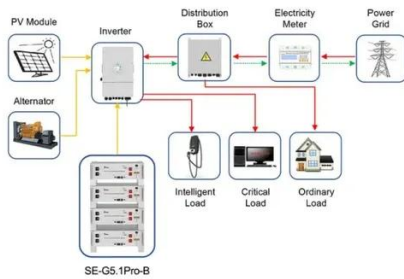 PV Module
Inverter
Distribution
Box
Electricity
Meter
Power
Grid
Alternator
Intelligent
Load
Critical
Load
Ordinary
Load
SE-G5.1Pro-B